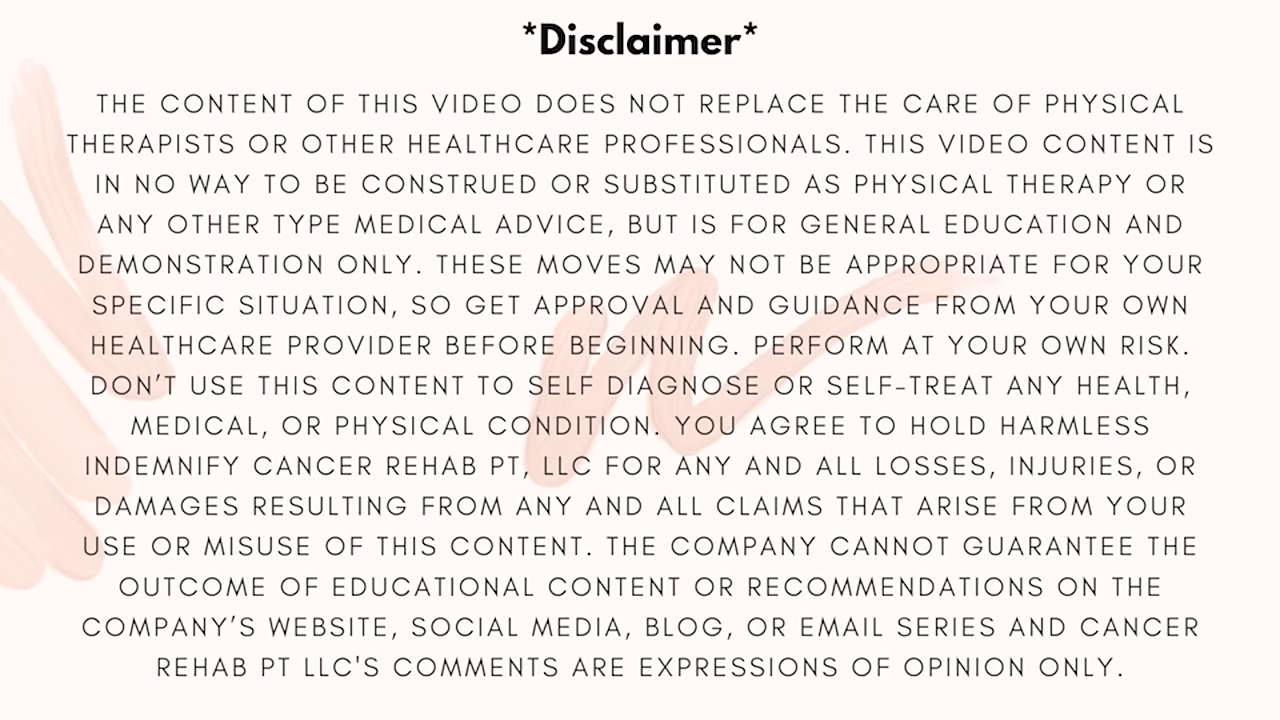 *Disclaimer*
THE CONTENT OF THIS VIDEO DOES NOT REPLACE THE CARE OF PHYSICAL
THERAPISTS OR OTHER HEALTHCARE PROFESSIONALS. THIS VIDEO CONTENT IS
IN NO WAY TO BE CONSTRUED OR SUBSTITUTED AS PHYSICAL THERAPY OR
ANY OTHER TYPE MEDICAL ADVICE, BUT IS FOR GENERAL EDUCATION AND
DEMONSTRATION ONLY. THESE MOVES MAY NOT BE APPROPRIATE FOR YOUR
SPECIFIC SITUATION, SO GET APPROVAL AND GUIDANCE FROM YOUR OWN
HEALTHCARE PROVIDER BEFORE BEGINNING. PERFORM AT YOUR OWN RISK.
DON’T USE THIS CONTENT TO SELF DIAGNOSE OR SELF-TREAT ANY HEALTH,
MEDICAL, OR PHYSICAL CONDITION. YOU AGREE TO HOLD HARMLESS
INDEMNIFY CANCER REHAB PT, LLC FOR ANY AND ALL LOSSES, INJURIES, OR
DAMAGES RESULTING FROM ANY AND ALL CLAIMS THAT ARISE FROM YOUR
USE OR MISUSE OF THIS CONTENT. THE COMPANY CANNOT GUARANTEE THE
OUTCOME OF EDUCATIONAL CONTENT OR RECOMMENDATIONS ON THE
COMPANY’S WEBSITE, SOCIAL MEDIA, BLOG, OR EMAIL SERIES AND CANCER
REHAB PT LLC'S COMMENTS ARE EXPRESSIONS OF OPINION ONLY.